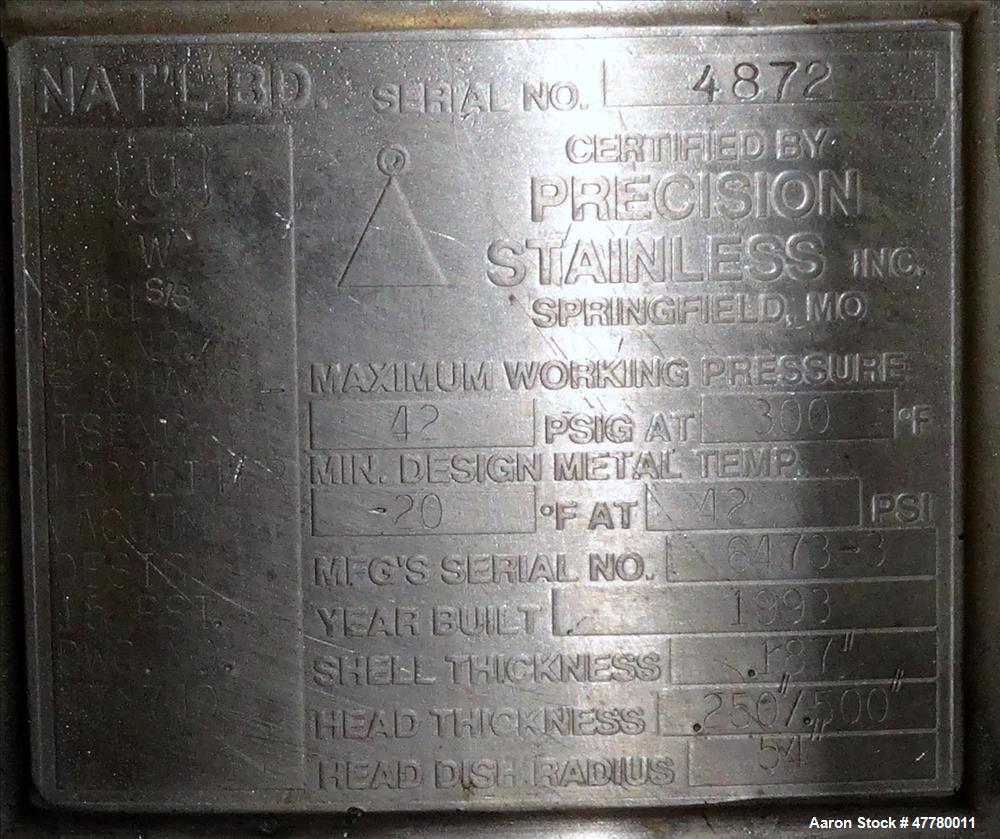 NAT'L BD. SERIAL NO. 4872
U
W
S/S
CERTIFIED BY
PRECISION
STAINLESS INC.
SPRINGFIELD, MO
MAXIMUM WORKING PRESSURE
42 PSIG AT 300 °F
MIN. DESIGN METAL TEMP.
-20 °F AT 42 PSI
MFG'S SERIAL NO. 6473-3
YEAR BUILT 1993
SHELL THICKNESS .187"
HEAD THICKNESS .250"/.500"
HEAD DISH RADIUS 54"
Aaron Stock # 47780011